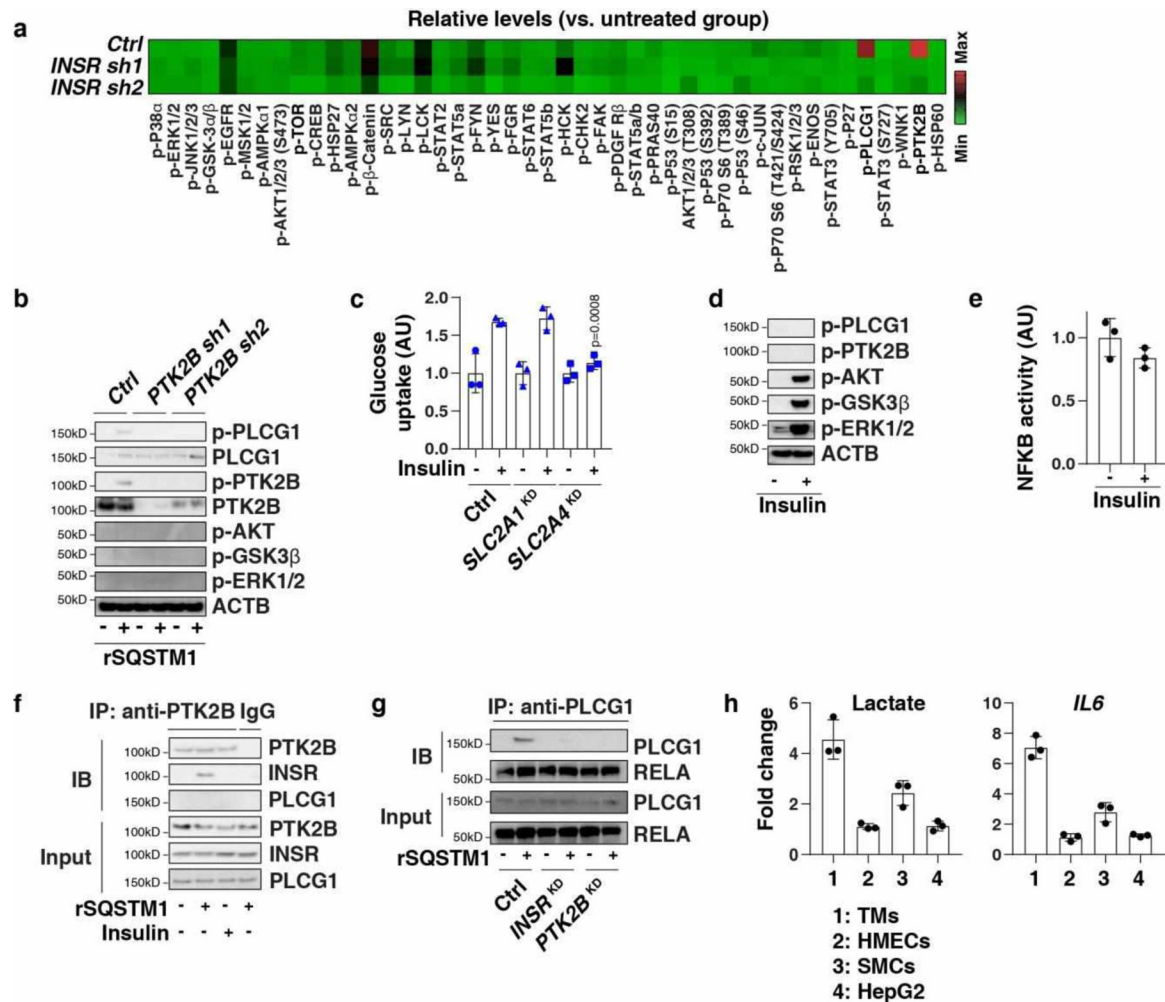 a
Relative levels (vs. untreated group)
Ctrl
INSR sh1
INSR sh2
Max
Min
p-P38α
p-ERK1/2
p-JNK1/2/3
p-GSK-3α/β
p-EGFR
p-MSK1/2
p-AMPKα1
p-AKT1/2/3 (S473)
p-TOR
p-CREB
p-HSP27
p-AMPKα2
p-β-Catenin
p-SRC
p-LYN
p-LCK
p-STAT2
p-STAT5a
p-FYN
p-YES
p-FGR
p-STAT6
p-STAT5b
p-HCK
p-CHK2
p-FAK
p-PDGF Rβ
p-STAT5a/b
p-PRAS40
p-P53 (S15)
AKT1/2/3 (T308)
p-P53 (S392)
p-P70 S6 (T389)
p-P53 (S46)
p-c-JUN
p-P70 S6 (T421/S424)
p-RSK1/2/3
p-ENOS
p-STAT3 (Y705)
p-P27
p-PLCG1
p-STAT3 (S727)
p-WNK1
p-PTK2B
p-HSP60
b
Ctrl
PTK2B sh1
PTK2B sh2
150kD
p-PLCG1
150kD
PLCG1
100kD
p-PTK2B
100kD
PTK2B
50kD
p-AKT
50kD
p-GSK3β
50kD
p-ERK1/2
50kD
ACTB
- + - + - +
rSQSTM1
c
Glucose
uptake (AU)
2.0
1.5
1.0
0.5
0.0
p=0.0008
Insulin - + - + - +
Ctrl
SLC2A1 KD
SLC2A4 KD
d
150kD
p-PLCG1
100kD
p-PTK2B
50kD
p-AKT
50kD
p-GSK3β
50kD
p-ERK1/2
50kD
ACTB
- +
Insulin
e
NFKB activity (AU)
1.0
0.5
0.0
- +
Insulin
f
IP: anti-PTK2B IgG
IB
100kD
PTK2B
100kD
INSR
150kD
PLCG1
Input
100kD
PTK2B
100kD
INSR
150kD
PLCG1
rSQSTM1 - + - +
Insulin - - + -
g
IP: anti-PLCG1
IB
150kD
PLCG1
50kD
RELA
Input
150kD
PLCG1
50kD
RELA
rSQSTM1 - + - + - +
Ctrl
INSR KD
PTK2B KD
h
Fold change
Lactate
6
4
2
0
1 2 3 4
IL6
10
8
6
4
2
0
1 2 3 4
1: TMs
2: HMECs
3: SMCs
4: HepG2